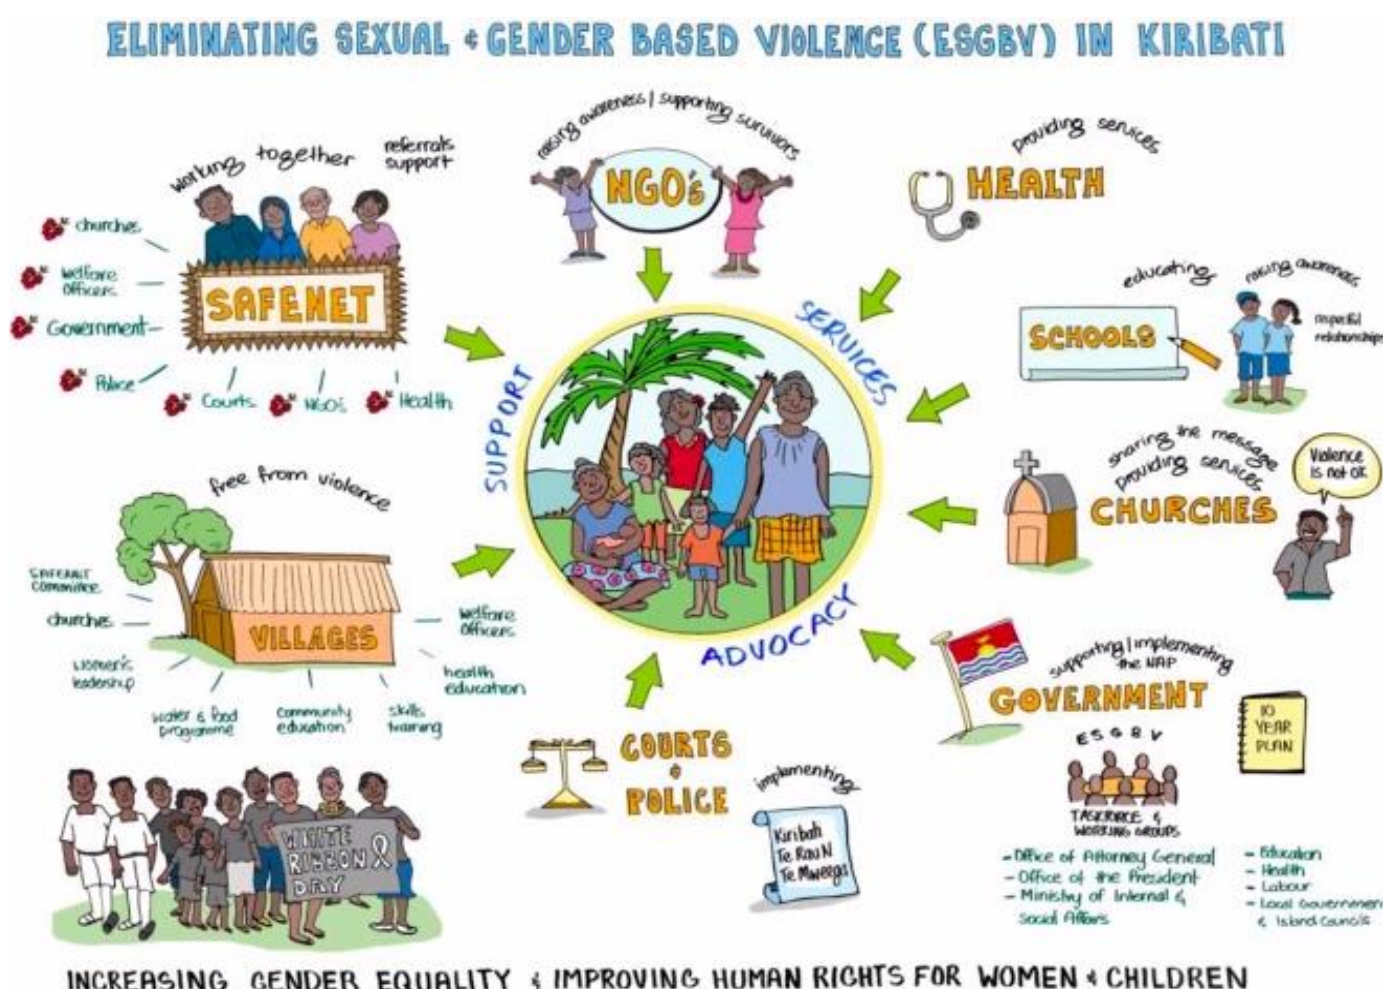 ELIMINATING SEXUAL & GENDER BASED VIOLENCE (ESGBV) IN KIRIBATI
working together
referrals
support
churches
Welfare
Officers
Government
Police
Courts
NGO's
Health
SAFENET
raising awareness | supporting survivors
NGO's
providing services
HEALTH
educating
raising awareness
respectful
relationships
SCHOOLS
sharing the message
providing services
CHURCHES
Violence
is not OK
SUPPORT
SERVICES
ADVOCACY
free from violence
VILLAGES
SAFENET
committee
churches
women's
leadership
water & food
programme
community
education
skills
training
health
education
Welfare
Officers
WHITE
RIBBON
DAY
COURTS
&
POLICE
implementing
Kiribati
Te Rau N
Te Mweega
supporting | implementing
the NAP
GOVERNMENT
10
YEAR
PLAN
ESGBV
TASKFORCE &
WORKING GROUPS
- Office of Attorney General
- Office of the President
- Ministry of Internal &
Social Affairs
- Education
- Health
- Labour
- Local Government
& Island Councils
INCREASING GENDER EQUALITY & IMPROVING HUMAN RIGHTS FOR WOMEN & CHILDREN